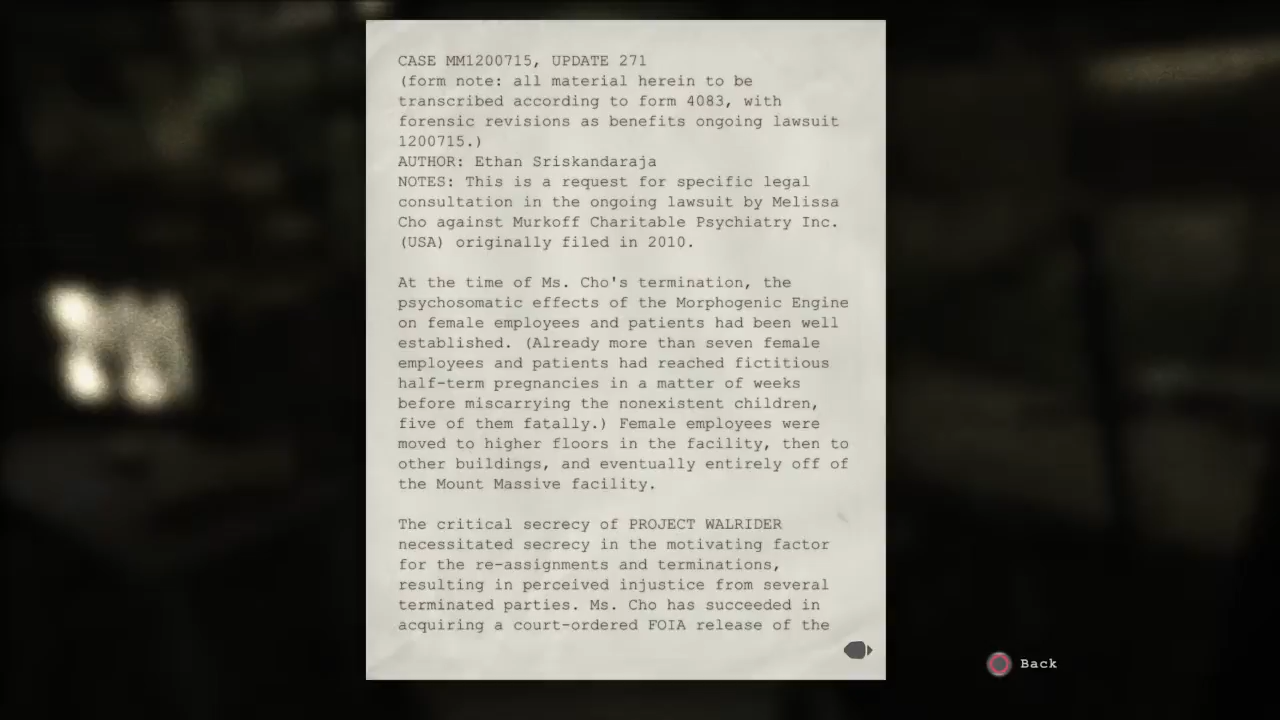 CASE MM1200715, UPDATE 271
(form note: all material herein to be
transcribed according to form 4083, with
forensic revisions as benefits ongoing lawsuit
1200715.)
AUTHOR: Ethan Sriskandaraja
NOTES: This is a request for specific legal
consultation in the ongoing lawsuit by Melissa
Cho against Murkoff Charitable Psychiatry Inc.
(USA) originally filed in 2010.
At the time of Ms. Cho's termination, the
psychosomatic effects of the Morphogenic Engine
on female employees and patients had been well
established. (Already more than seven female
employees and patients had reached fictitious
half-term pregnancies in a matter of weeks
before miscarrying the nonexistent children,
five of them fatally.) Female employees were
moved to higher floors in the facility, then to
other buildings, and eventually entirely off of
the Mount Massive facility.
The critical secrecy of PROJECT WALRIDER
necessitated secrecy in the motivating factor
for the re-assignments and terminations,
resulting in perceived injustice from several
terminated parties. Ms. Cho has succeeded in
acquiring a court-ordered FOIA release of the
Back